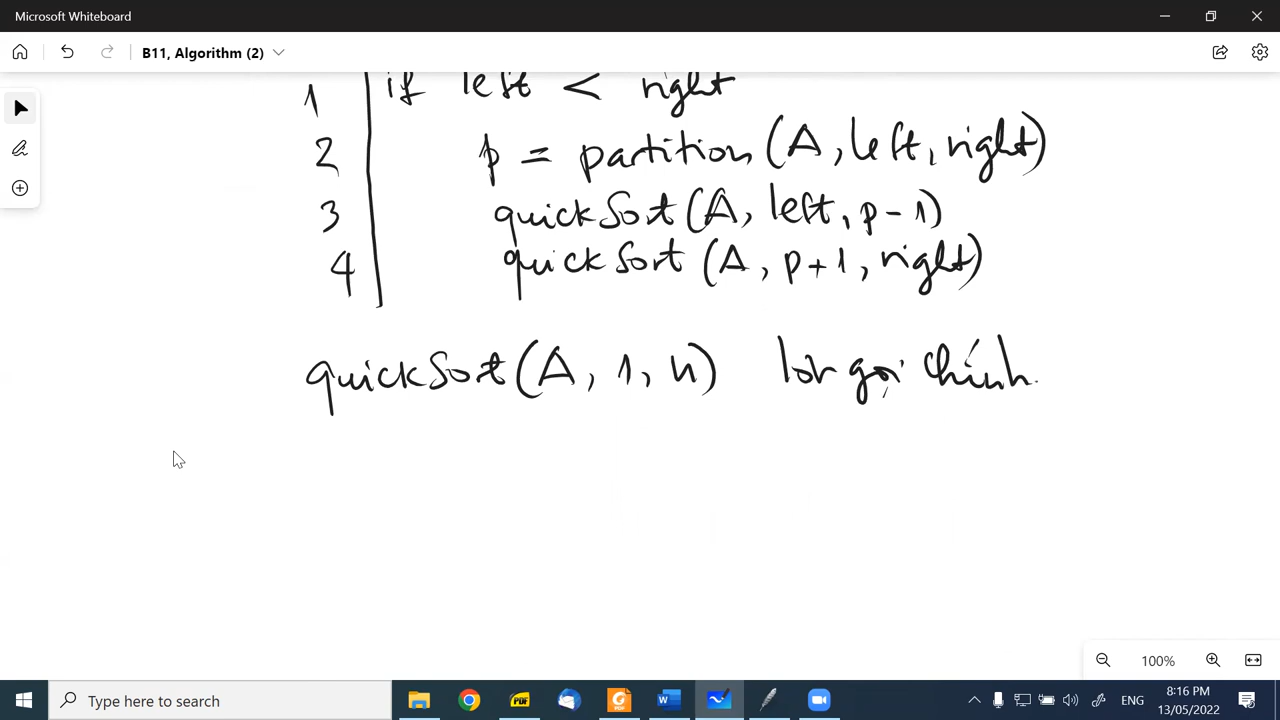 Microsoft Whiteboard
B11, Algorithm (2)
1 if left < right
2 p = partition (A, left, right)
3 quickSort (A, left, p-1)
4 quickSort (A, p+1, right)
quickSort (A, 1, n) lời gọi chính.
100%
Type here to search
PDF
PDF
ENG
8:16 PM
13/05/2022